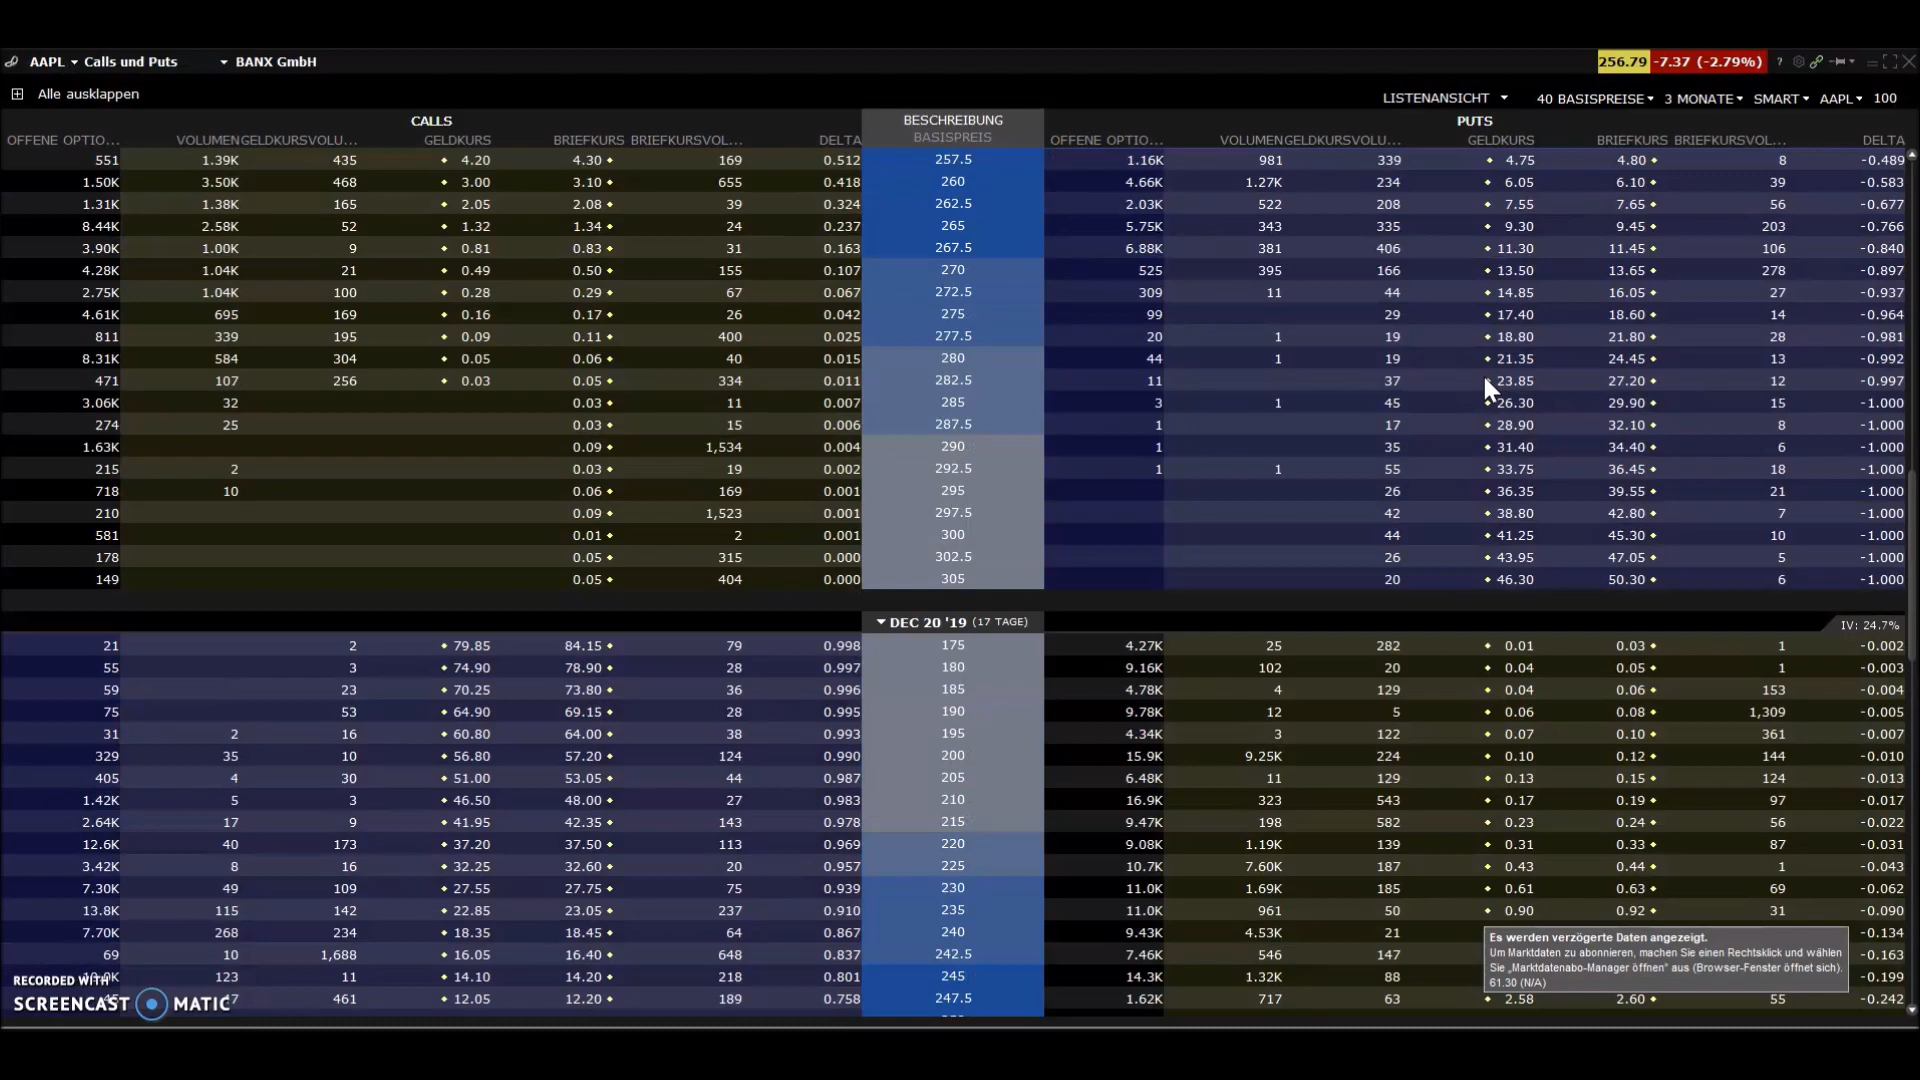 AAPL Calls und Puts BANX GmbH 256.79 -7.37 (-2.79%) ?
Alle ausklappen LISTENANSICHT 40 BASISPREISE 3 MONATE SMART AAPL 100
CALLS BESCHREIBUNG PUTS
OFFENE OPTIO... VOLUMEN GELDKURSVOLU... GELDKURS BRIEFKURS BRIEFKURSVOL... DELTA BASISPREIS OFFENE OPTIO... VOLUMEN GELDKURSVOLU... GELDKURS BRIEFKURS BRIEFKURSVOL... DELTA
551 1.39K 435 4.20 4.30 169 0.512 257.5 1.16K 981 339 4.75 4.80 8 -0.489
1.50K 3.50K 468 3.00 3.10 655 0.418 260 4.66K 1.27K 234 6.05 6.10 39 -0.583
1.31K 1.38K 165 2.05 2.08 39 0.324 262.5 2.03K 522 208 7.55 7.65 56 -0.677
8.44K 2.58K 52 1.32 1.34 24 0.237 265 5.75K 343 335 9.30 9.45 203 -0.766
3.90K 1.00K 9 0.81 0.83 31 0.163 267.5 6.88K 381 406 11.30 11.45 106 -0.840
4.28K 1.04K 21 0.49 0.50 155 0.107 270 525 395 166 13.50 13.65 278 -0.897
2.75K 1.04K 100 0.28 0.29 67 0.067 272.5 309 11 44 14.85 16.05 27 -0.937
4.61K 695 169 0.16 0.17 26 0.042 275 99 29 17.40 18.60 14 -0.964
811 339 195 0.09 0.11 400 0.025 277.5 20 1 19 18.80 21.80 28 -0.981
8.31K 584 304 0.05 0.06 40 0.015 280 44 1 19 21.35 24.45 13 -0.992
471 107 256 0.03 0.05 334 0.011 282.5 11 37 23.85 27.20 12 -0.997
3.06K 32 0.03 11 0.007 285 3 1 45 26.30 29.90 15 -1.000
274 25 0.03 15 0.006 287.5 1 17 28.90 32.10 8 -1.000
1.63K 0.09 1,534 0.004 290 1 35 31.40 34.40 6 -1.000
215 2 0.03 19 0.002 292.5 1 1 55 33.75 36.45 18 -1.000
718 10 0.06 169 0.001 295 26 36.35 39.55 21 -1.000
210 0.09 1,523 0.001 297.5 42 38.80 42.80 7 -1.000
581 0.01 2 0.001 300 44 41.25 45.30 10 -1.000
178 0.05 315 0.000 302.5 26 43.95 47.05 5 -1.000
149 0.05 404 0.000 305 20 46.30 50.30 6 -1.000
DEC 20 '19 (17 TAGE) IV: 24.7%
21 2 79.85 84.15 79 0.998 175 4.27K 25 282 0.01 0.03 1 -0.002
55 3 74.90 78.90 28 0.997 180 9.16K 102 20 0.04 0.05 1 -0.003
59 23 70.25 73.80 36 0.996 185 4.78K 4 129 0.04 0.06 153 -0.004
75 53 64.90 69.15 28 0.995 190 9.78K 12 5 0.06 0.08 1,309 -0.005
31 2 16 60.80 64.00 38 0.993 195 4.34K 3 122 0.07 0.10 361 -0.007
329 35 10 56.80 57.20 124 0.990 200 15.9K 9.25K 224 0.10 0.12 144 -0.010
405 4 30 51.00 53.05 44 0.987 205 6.48K 11 129 0.13 0.15 124 -0.013
1.42K 5 3 46.50 48.00 27 0.983 210 16.9K 323 543 0.17 0.19 97 -0.017
2.64K 17 9 41.95 42.35 143 0.978 215 9.47K 198 582 0.23 0.24 56 -0.022
12.6K 40 173 37.20 37.50 113 0.969 220 9.08K 1.19K 139 0.31 0.33 87 -0.031
3.42K 8 16 32.25 32.60 20 0.957 225 10.7K 7.60K 187 0.43 0.44 1 -0.043
7.30K 49 109 27.55 27.75 75 0.939 230 11.0K 1.69K 185 0.61 0.63 69 -0.062
13.8K 115 142 22.85 23.05 237 0.910 235 11.0K 961 50 0.90 0.92 31 -0.090
7.70K 268 234 18.35 18.45 64 0.867 240 9.43K 4.53K 21 -0.134
69 10 1,688 16.05 16.40 648 0.837 242.5 7.46K 546 147 -0.163
123 11 14.10 14.20 218 0.801 245 14.3K 1.32K 88 -0.199
461 12.05 12.20 189 0.758 247.5 1.62K 717 63 2.58 2.60 55 -0.242
Es werden verzögerte Daten angezeigt.
Um Marktdaten zu abonnieren, machen Sie einen Rechtsklick und wählen
Sie „Marktdatenabo-Manager öffnen" aus (Browser-Fenster öffnet sich).
61.30 (N/A)
RECORDED WITH
SCREENCAST MATIC